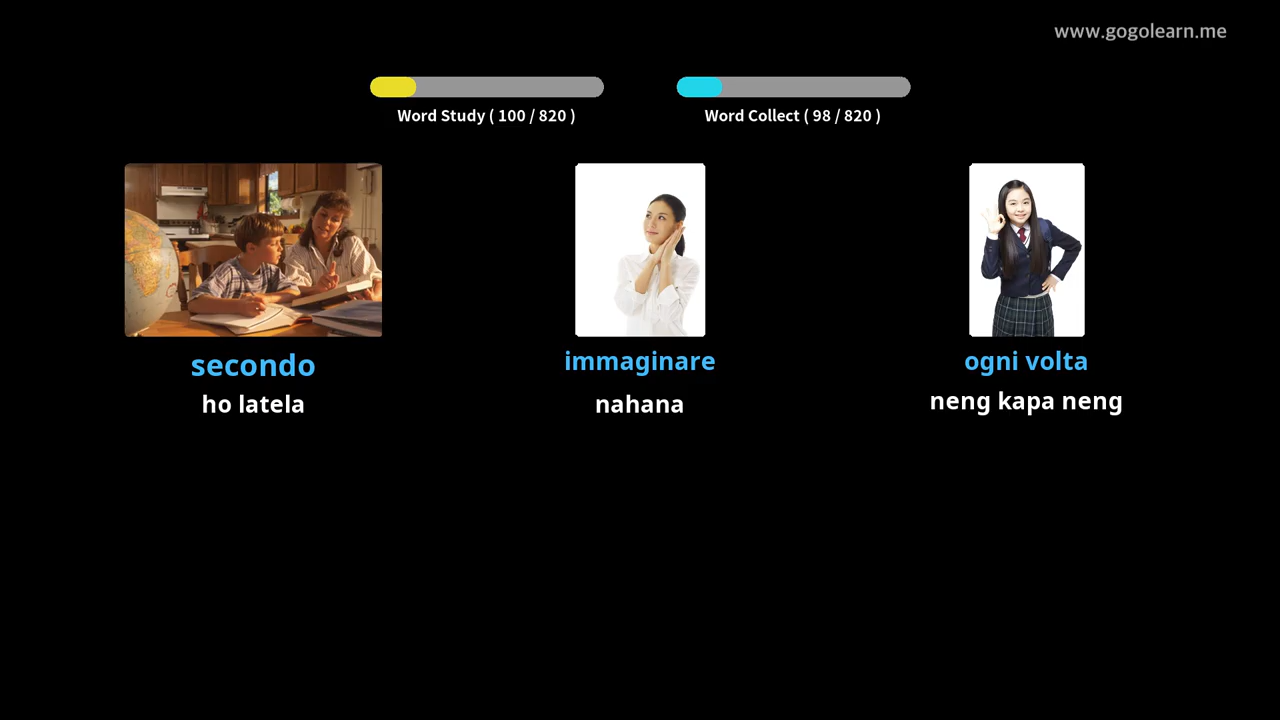 www.gogolearn.me
Word Study ( 100 / 820 )
Word Collect ( 98 / 820 )
secondo
ho latela
immaginare
nahana
ogni volta
neng kapa neng